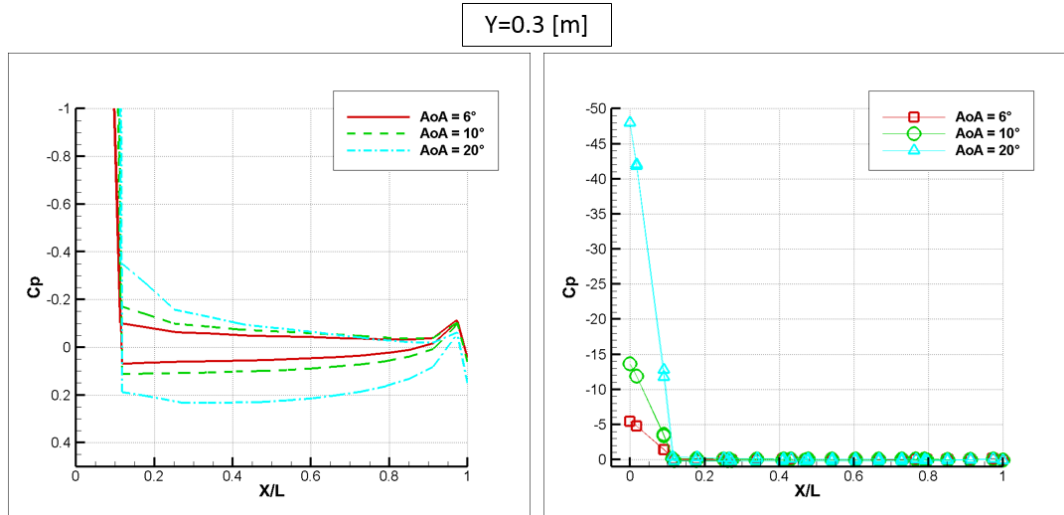 Y=0.3 [m]
-1
-0.8
-0.6
-0.4
-0.2
0
0.2
0.4
Cp
0
0.2
0.4
0.6
0.8
1
X/L
AoA = 6°
AoA = 10°
AoA = 20°
-50
-45
-40
-35
-30
-25
-20
-15
-10
-5
0
Cp
0
0.2
0.4
0.6
0.8
1
X/L
AoA = 6°
AoA = 10°
AoA = 20°